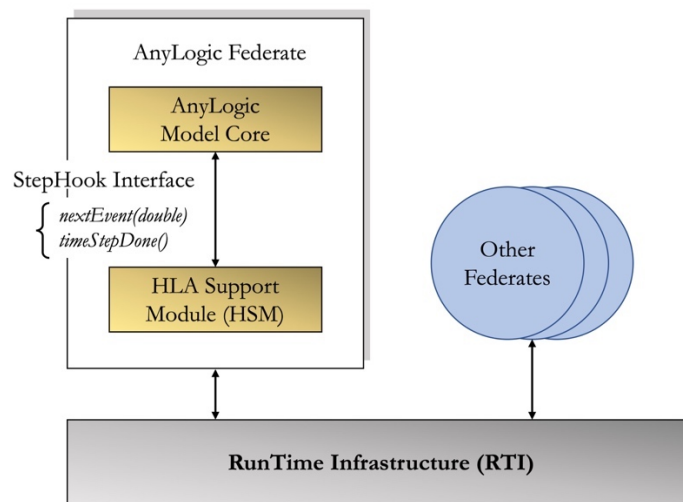 AnyLogic Federate
AnyLogic
Model Core
StepHook Interface
{ nextEvent(double)
timeStepDone()
HLA Support
Module (HSM)
Other
Federates
RunTime Infrastructure (RTI)